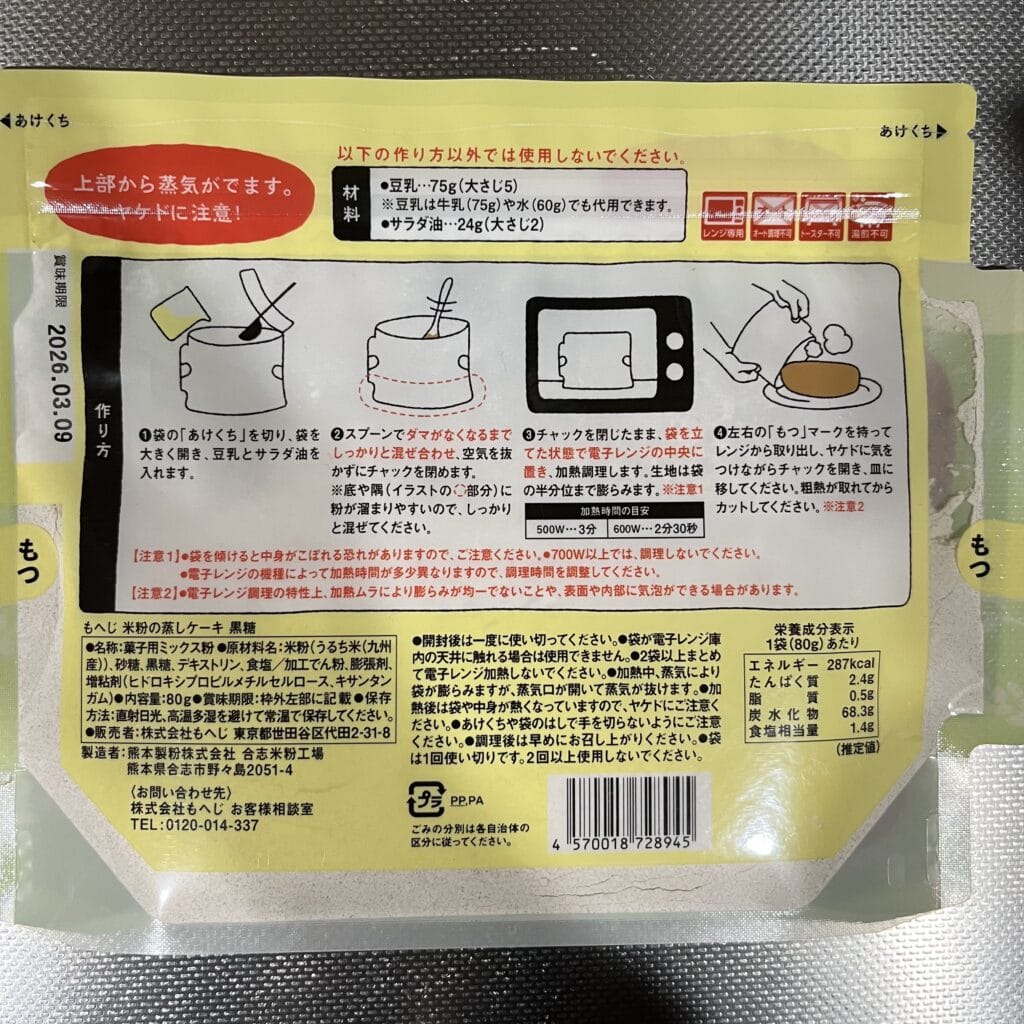 ◀あけくち
あけくち▶
上部から蒸気がでます。
ヤケドに注意!
以下の作り方以外では使用しないでください。
材料
●豆乳…75g(大さじ5)
※豆乳は牛乳(75g)や水(60g)でも代用できます。
●サラダ油…24g(大さじ2)
レンジ専用
オート調理不可
トースター不可
湯煎不可
賞味期限 2026.03.09
作り方
❶袋の「あけくち」を切り、袋を
大きく開き、豆乳とサラダ油を
入れます。
❷スプーンでダマがなくなるまで
しっかりと混ぜ合わせ、空気を抜
かずにチャックを閉めます。
※底や隅(イラストの部分)に
粉が溜まりやすいので、しっかり
と混ぜてください。
❸チャックを閉じたまま、袋を立
てた状態で電子レンジの中央に
置き、加熱調理します。生地は袋
の半分位まで膨らみます。※注意1
加熱時間の目安
500W…3分
600W…2分30秒
❹左右の「もつ」マークを持って
レンジから取り出し、ヤケドに気を
つけながらチャックを開き、皿に
移してください。粗熱が取れてから
カットしてください。※注意2
【注意1】●袋を傾けると中身がこぼれる恐れがありますので、ご注意ください。●700W以上では、調理しないでください。
●電子レンジの機種によって加熱時間が多少異なりますので、調理時間を調整してください。
【注意2】●電子レンジ調理の特性上、加熱ムラにより膨らみが均一でないことや、表面や内部に気泡ができる場合があります。
もつ
もつ
もへじ 米粉の蒸しケーキ 黒糖
●名称:菓子用ミックス粉●原材料名:米粉(うるち米(九州
産))、砂糖、黒糖、デキストリン、食塩/加工でん粉、膨張剤、
増粘剤(ヒドロキシプロピルメチルセルロース、キサンタン
ガム)●内容量:80g●賞味期限:枠外左部に記載●保存
方法:直射日光、高温多湿を避けて常温で保存してください。
●販売者:株式会社もへじ 東京都世田谷区代田2-31-8
製造者:熊本製粉株式会社 合志米粉工場
熊本県合志市野々島2051-4
〈お問い合わせ先〉
株式会社もへじ お客様相談室
TEL:0120-014-337
●開封後は一度に使い切ってください。●袋が電子レンジ庫
内の天井に触れる場合は使用できません。●2袋以上まとめ
て電子レンジ加熱しないでください。●加熱中、蒸気により
袋が膨らみますが、蒸気口が開いて蒸気が抜けます。●加
熱後は袋や中身が熱くなっていますので、ヤケドにご注意く
ださい。●あけくちや袋のはしで手を切らないようにご注意
ください。●調理後は早めにお召し上がりください。●袋
は1回使い切りです。2回以上使用しないでください。
プラ
PP,PA
ごみの分別は各自治体の
区分に従ってください。
4 570018 728945
栄養成分表示
1袋(80g)あたり
エネルギー 287kcal
たんぱく質 2.4g
脂質 0.5g
炭水化物 68.3g
食塩相当量 1.4g
(推定値)